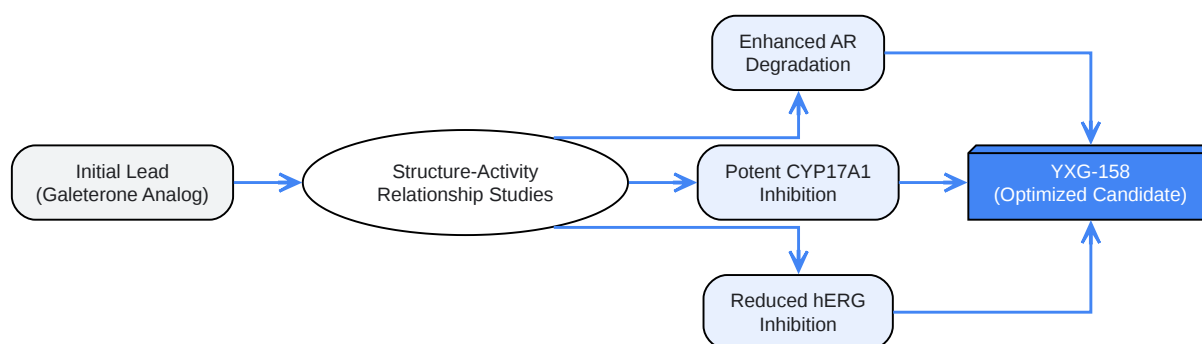 Initial Lead
(Galeterone Analog)
Structure-Activity
Relationship Studies
Enhanced AR
Degradation
Potent CYP17A1
Inhibition
Reduced hERG
Inhibition
YXG-158
(Optimized Candidate)